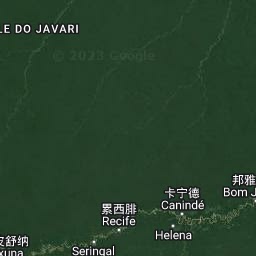 LE DO JAVARI
© 2023 Google
邦雅
Bom J
卡宁德
Canindé
累西腓
Recife
Helena
皮舒纳
xuna
Seringal